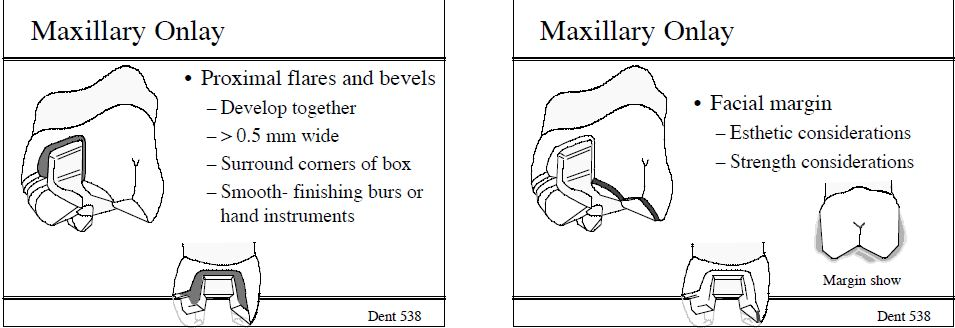 Maxillary Onlay
• Proximal flares and bevels
– Develop together
– > 0.5 mm wide
– Surround corners of box
– Smooth- finishing burs or
hand instruments
Dent 538
Maxillary Onlay
• Facial margin
– Esthetic considerations
– Strength considerations
Margin show
Dent 538